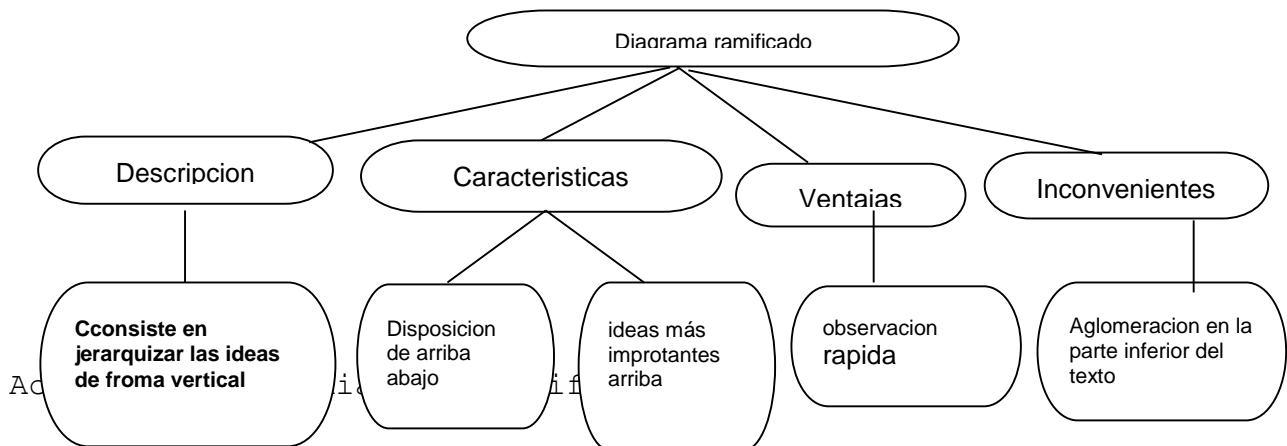 Diagrama ramificado
Descripcion
Caracteristicas
Ventajas
Inconvenientes
Cconsiste en
jerarquizar las ideas
de froma vertical
Disposicion
de arriba
abajo
ideas más
improtantes
arriba
observacion
rapida
Aglomeracion en la
parte inferior del
texto